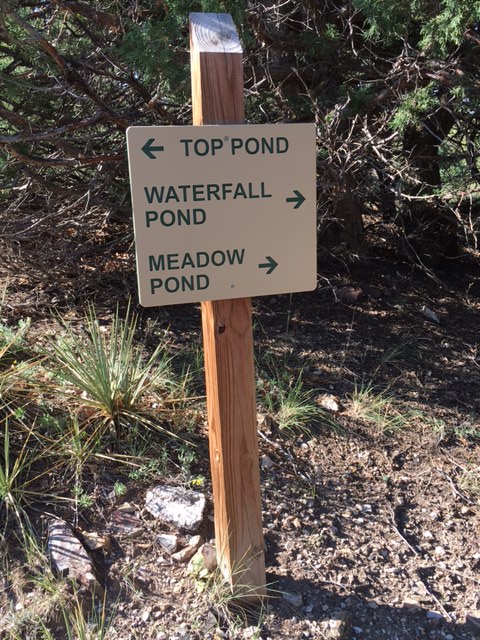 ← TOP POND
WATERFALL →
POND
MEADOW →
POND